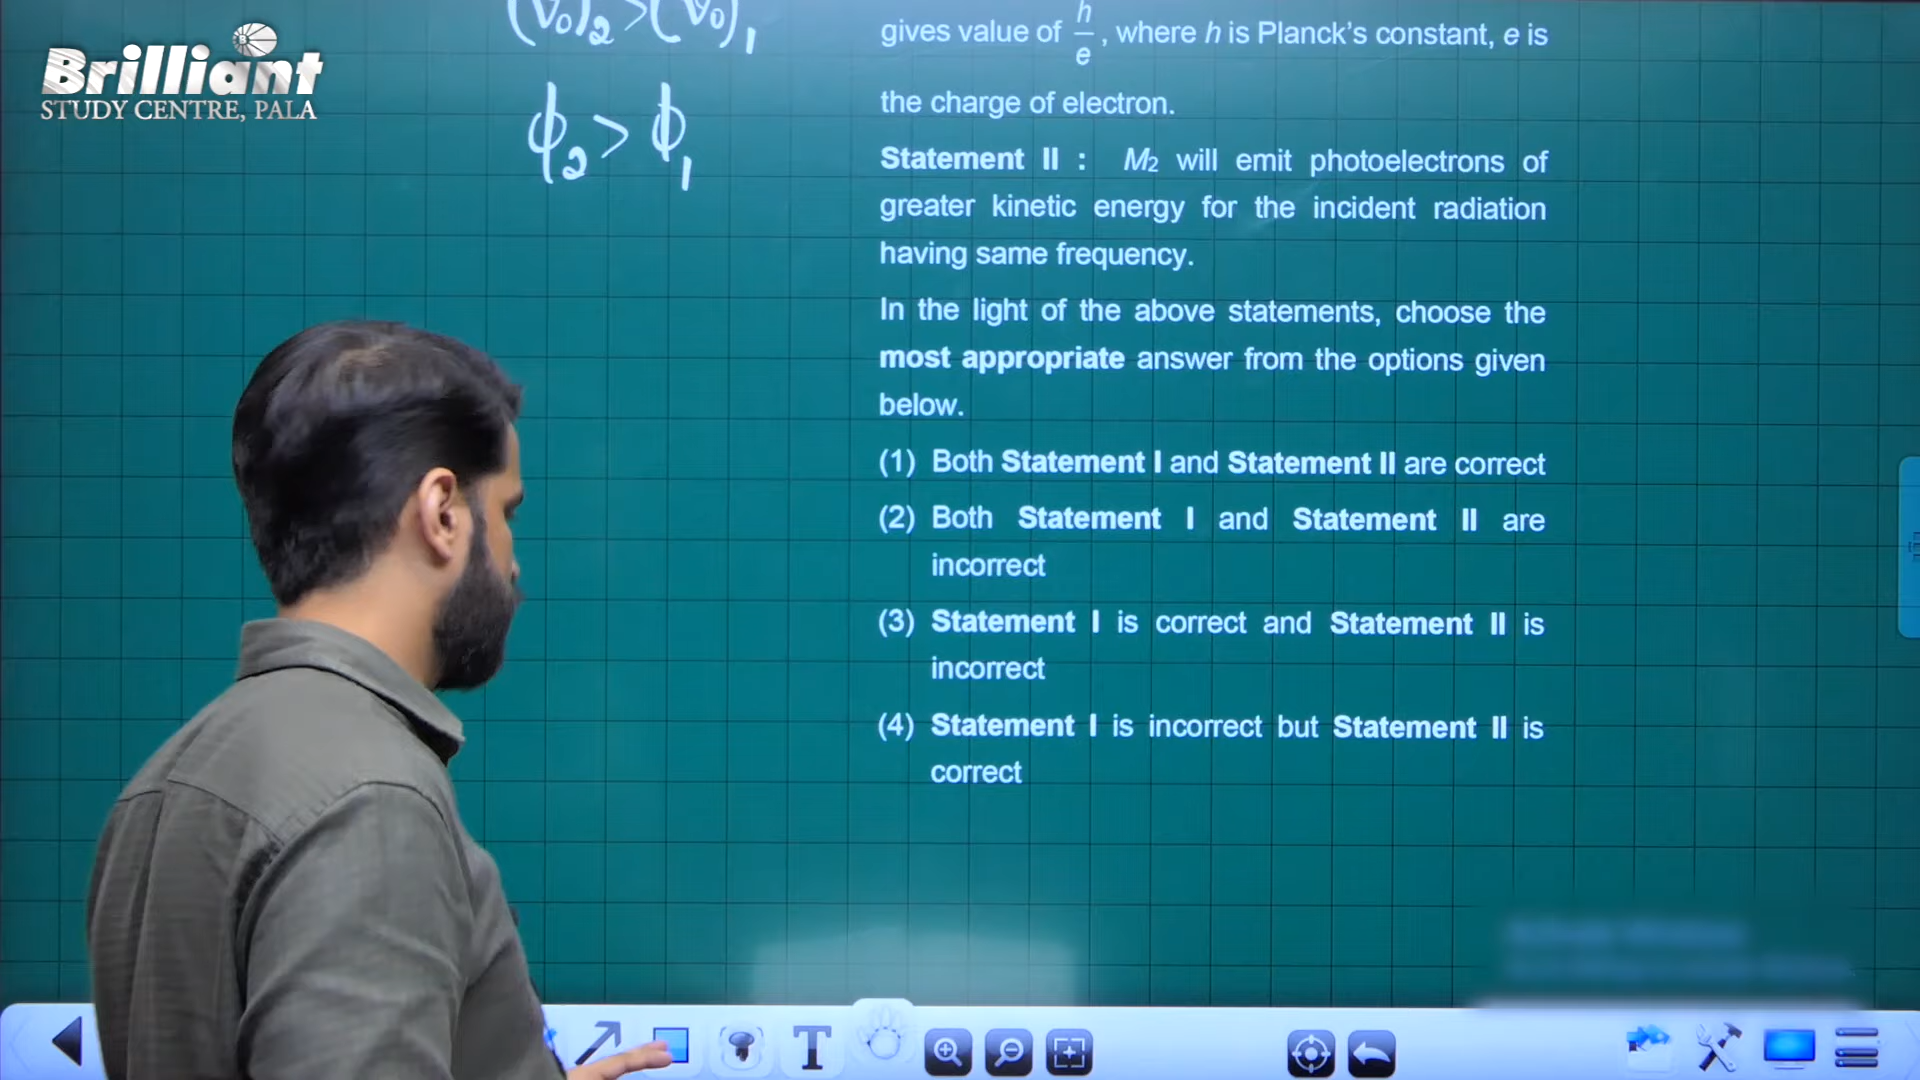 Brilliant
STUDY CENTRE, PALA
(ν₀)₂ > (ν₀)₁
ϕ₂ > ϕ₁
gives value of h/e, where h is Planck's constant, e is
the charge of electron.
Statement II : M₂ will emit photoelectrons of
greater kinetic energy for the incident radiation
having same frequency.
In the light of the above statements, choose the
most appropriate answer from the options given
below.
(1) Both Statement I and Statement II are correct
(2) Both Statement I and Statement II are
incorrect
(3) Statement I is correct and Statement II is
incorrect
(4) Statement I is incorrect but Statement II is
correct
T